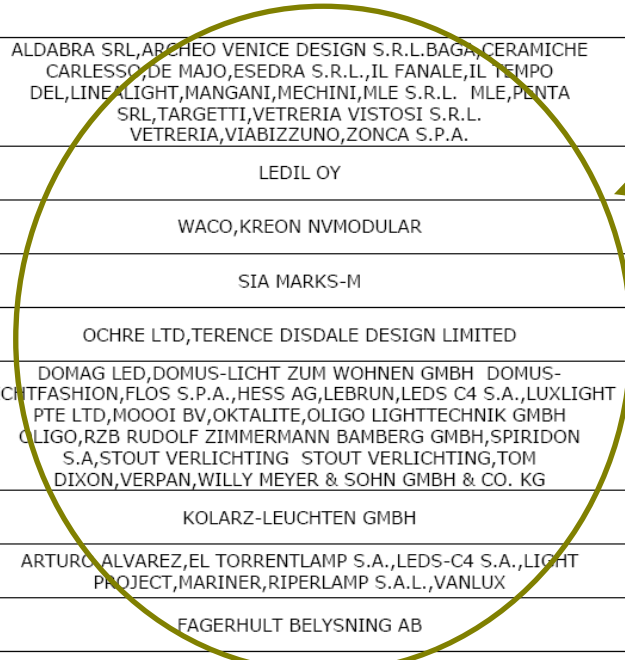 ALDABRA SRL,ARCHEO VENICE DESIGN S.R.L.BAGA,CERAMICHE
CARLESSO,DE MAJO,ESEDRA S.R.L.,IL FANALE,IL TEMPO
DEL,LINEALIGHT,MANGANI,MECHINI,MLE S.R.L.  MLE,PENTA
SRL,TARGETTI,VETRERIA VISTOSI S.R.L.
VETRERIA,VIABIZZUNO,ZONCA S.P.A.
LEDIL OY
WACO,KREON NVMODULAR
SIA MARKS-M
OCHRE LTD,TERENCE DISDALE DESIGN LIMITED
DOMAG LED,DOMUS-LICHT ZUM WOHNEN GMBH  DOMUS-
CHTFASHION,FLOS S.P.A.,HESS AG,LEBRUN,LEDS C4 S.A.,LUXLIGHT
PTE LTD,MOOOI BV,OKTALITE,OLIGO LIGHTTECHNIK GMBH
OLIGO,RZB RUDOLF ZIMMERMANN BAMBERG GMBH,SPIRIDON
S.A,STOUT VERLICHTING  STOUT VERLICHTING,TOM
DIXON,VERPAN,WILLY MEYER & SOHN GMBH & CO. KG
KOLARZ-LEUCHTEN GMBH
ARTURO ALVAREZ,EL TORRENTLAMP S.A.,LEDS-C4 S.A.,LIGHT
PROJECT,MARINER,RIPERLAMP S.A.L.,VANLUX
FAGERHULT BELYSNING AB